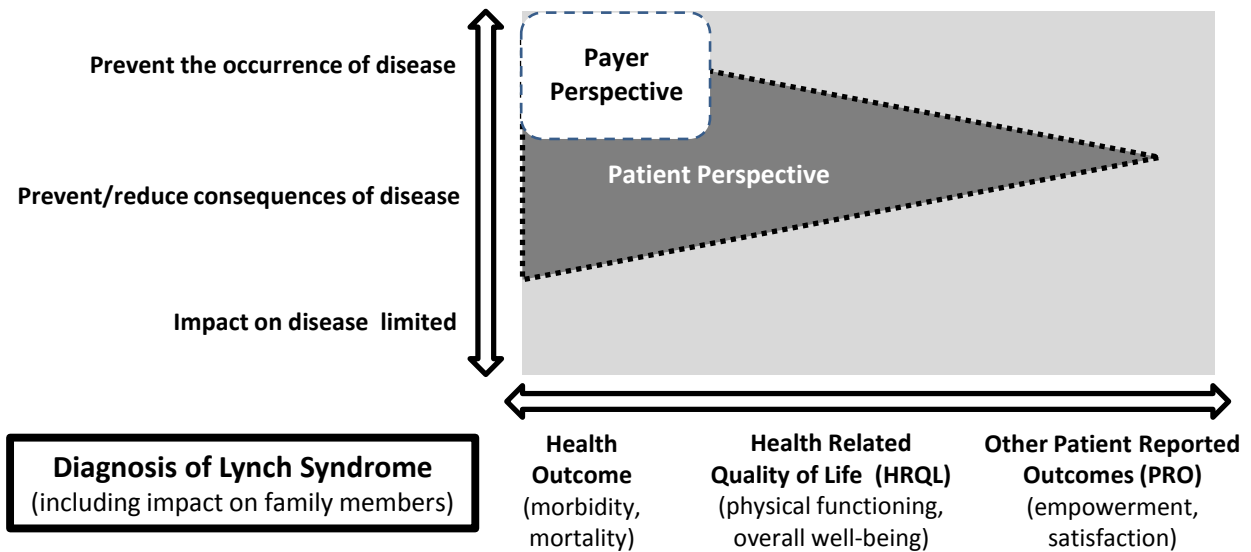 Prevent the occurrence of disease
Payer
Perspective
Patient Perspective
Prevent/reduce consequences of disease
Impact on disease limited
Diagnosis of Lynch Syndrome
(including impact on family members)
Health
Outcome
(morbidity,
mortality)
Health Related
Quality of Life (HRQL)
(physical functioning,
overall well-being)
Other Patient Reported
Outcomes (PRO)
(empowerment,
satisfaction)